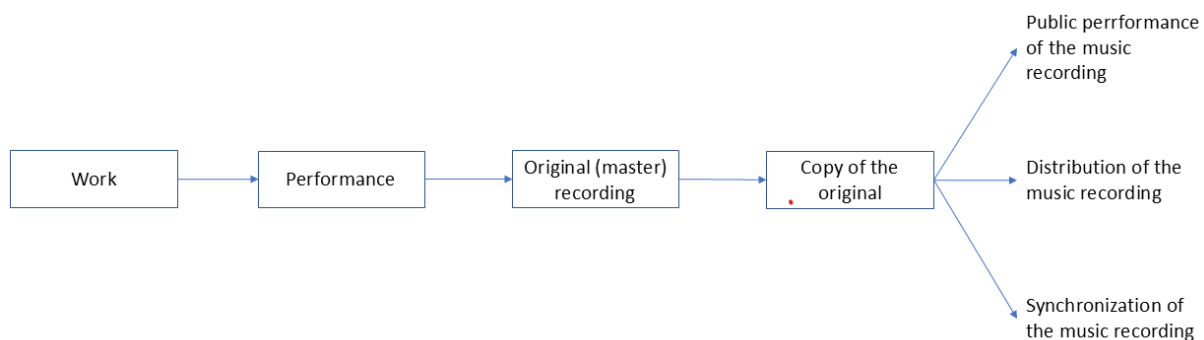 Work
Performance
Original (master)
recording
Copy of the
original
Public perrformance
of the music
recording
Distribution of the
music recording
Synchronization of
the music recording